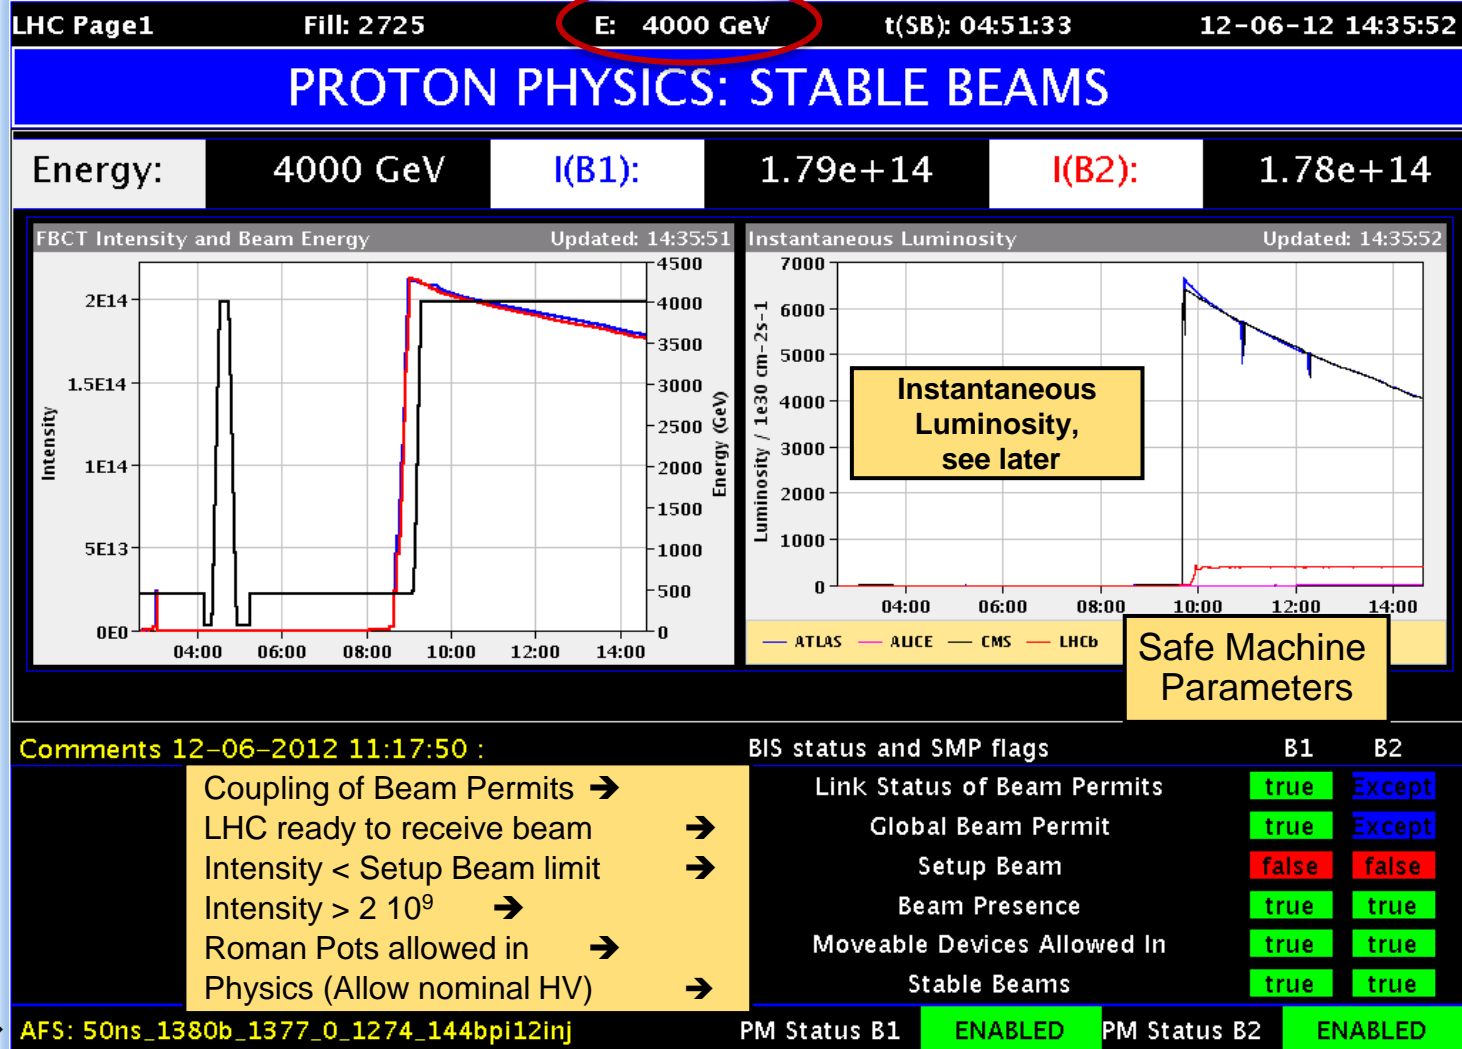 LHC Page1 Fill: 2725 E: 4000 GeV t(SB): 04:51:33 12-06-12 14:35:52
PROTON PHYSICS: STABLE BEAMS
Energy: 4000 GeV I(B1): 1.79e+14 I(B2): 1.78e+14
FBCT Intensity and Beam Energy Updated: 14:35:51
Intensity
2E14
1.5E14
1E14
5E13
0E0
4500
4000
3500
3000
2500
2000
1500
1000
500
0
Energy (GeV)
04:00 06:00 08:00 10:00 12:00 14:00
Instantaneous Luminosity Updated: 14:35:52
Luminosity / 1e30 cm-2s-1
7000
6000
5000
4000
3000
2000
1000
0
Instantaneous
Luminosity,
see later
04:00 06:00 08:00 10:00 12:00 14:00
ATLAS ALICE CMS LHCb
Safe Machine
Parameters
Comments 12-06-2012 11:17:50 :
Coupling of Beam Permits ➔
LHC ready to receive beam ➔
Intensity < Setup Beam limit ➔
Intensity > 2 10⁹ ➔
Roman Pots allowed in ➔
Physics (Allow nominal HV) ➔
BIS status and SMP flags B1 B2
Link Status of Beam Permits true Except
Global Beam Permit true Except
Setup Beam false false
Beam Presence true true
Moveable Devices Allowed In true true
Stable Beams true true
AFS: 50ns_1380b_1377_0_1274_144bpi12inj PM Status B1 ENABLED PM Status B2 ENABLED